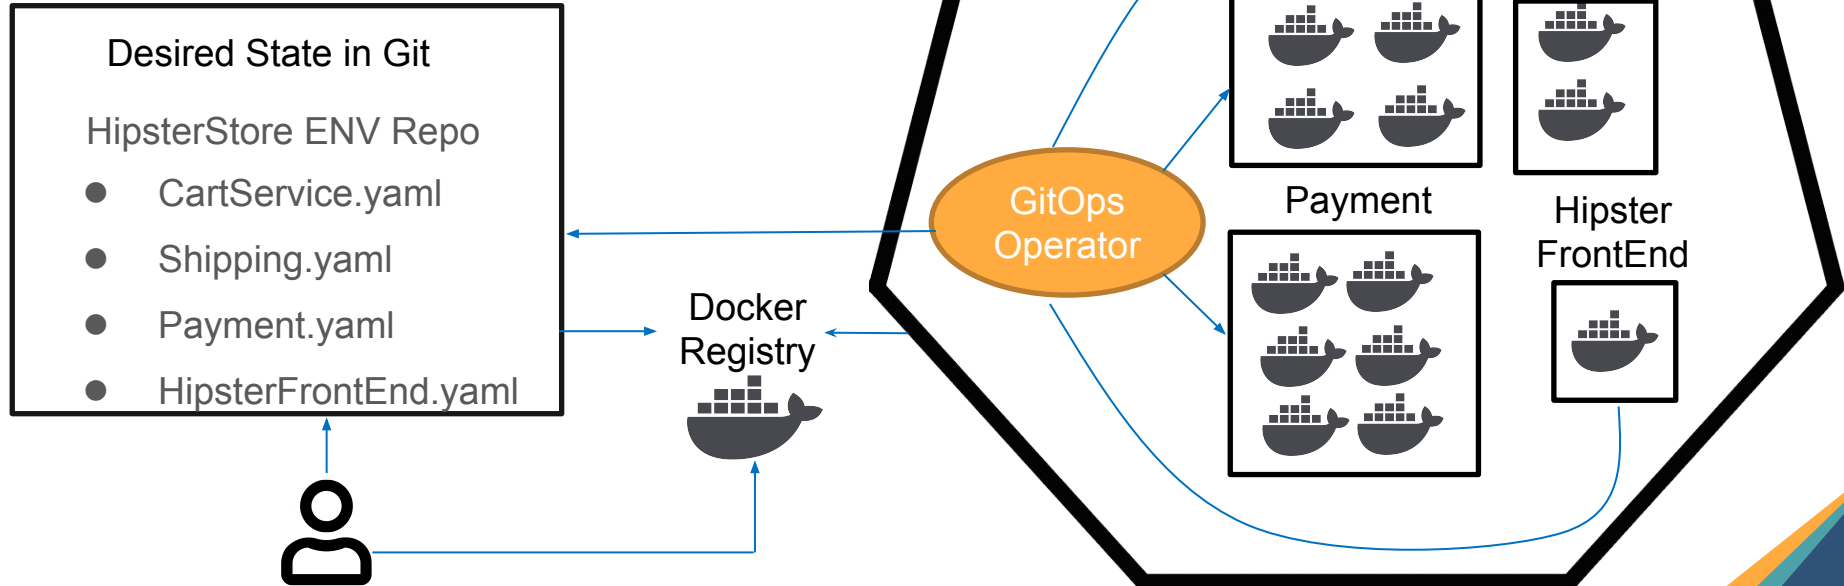 Desired State in Git
HipsterStore ENV Repo
● CartService.yaml
● Shipping.yaml
● Payment.yaml
● HipsterFrontEnd.yaml
Docker
Registry
GitOps
Operator
Payment
Hipster
FrontEnd